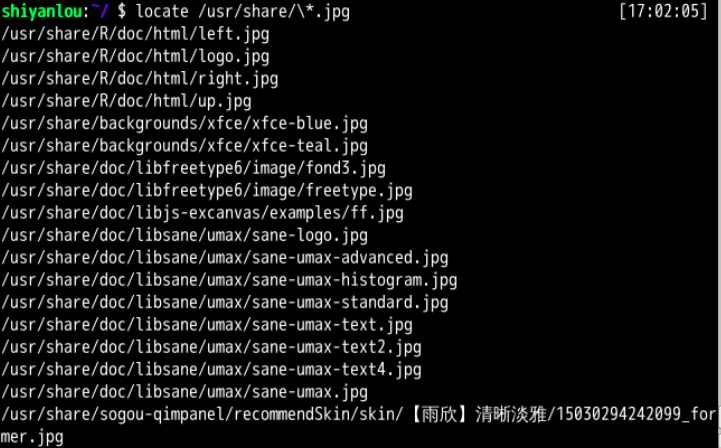 shiyanlou:~/ $ locate /usr/share/\*.jpg [17:02:05]
/usr/share/R/doc/html/left.jpg
/usr/share/R/doc/html/logo.jpg
/usr/share/R/doc/html/right.jpg
/usr/share/R/doc/html/up.jpg
/usr/share/backgrounds/xfce/xfce-blue.jpg
/usr/share/backgrounds/xfce/xfce-teal.jpg
/usr/share/doc/libfreetype6/image/fond3.jpg
/usr/share/doc/libfreetype6/image/freetype.jpg
/usr/share/doc/libjs-excanvas/examples/ff.jpg
/usr/share/doc/libsane/umax/sane-logo.jpg
/usr/share/doc/libsane/umax/sane-umax-advanced.jpg
/usr/share/doc/libsane/umax/sane-umax-histogram.jpg
/usr/share/doc/libsane/umax/sane-umax-standard.jpg
/usr/share/doc/libsane/umax/sane-umax-text.jpg
/usr/share/doc/libsane/umax/sane-umax-text2.jpg
/usr/share/doc/libsane/umax/sane-umax-text4.jpg
/usr/share/doc/libsane/umax/sane-umax.jpg
/usr/share/sogou-qimpanel/recommendSkin/skin/【雨欣】清晰淡雅/15030294242099_for
mer.jpg